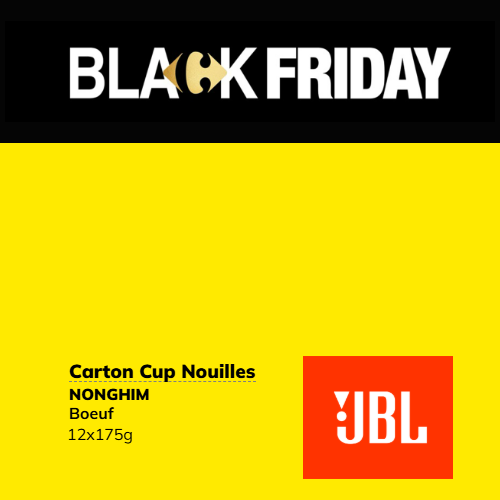 BLACK FRIDAY
Carton Cup Nouilles
NONGHIM
Boeuf
12x175g
JBL